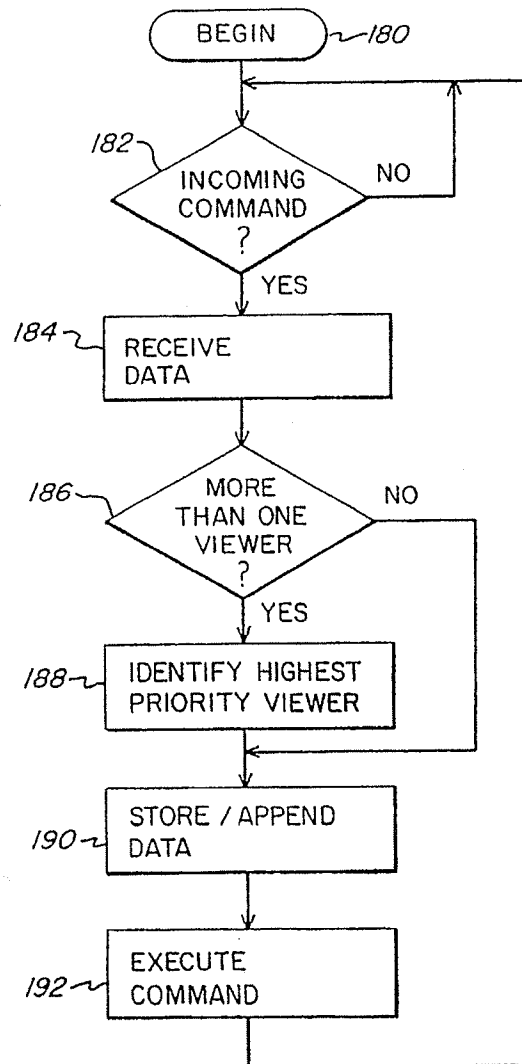 BEGIN
180
182
INCOMING
COMMAND
?
NO
YES
184
RECEIVE
DATA
186
MORE
THAN ONE
VIEWER
?
NO
YES
188
IDENTIFY HIGHEST
PRIORITY VIEWER
190
STORE / APPEND
DATA
192
EXECUTE
COMMAND